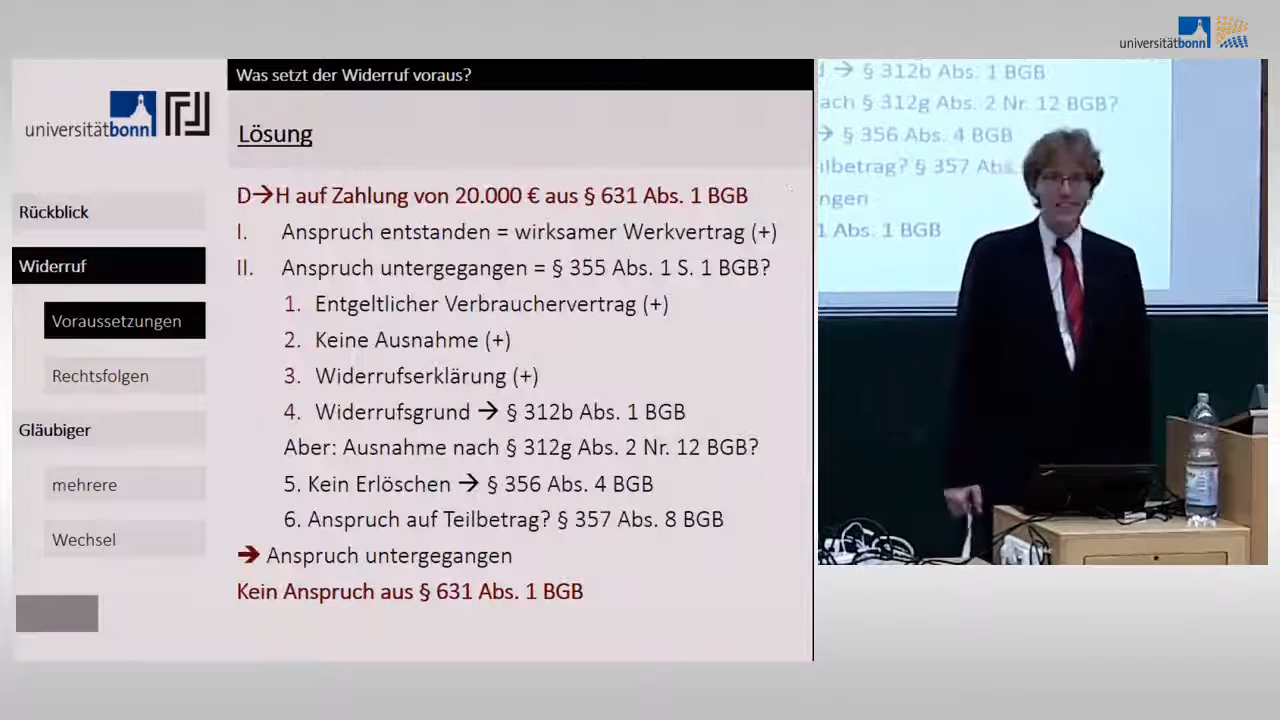 universitätbonn
Was setzt der Widerruf voraus?
universitätbonn
Lösung
Rückblick
Widerruf
Voraussetzungen
Rechtsfolgen
Gläubiger
mehrere
Wechsel
D→H auf Zahlung von 20.000 € aus § 631 Abs. 1 BGB
I. Anspruch entstanden = wirksamer Werkvertrag (+)
II. Anspruch untergegangen = § 355 Abs. 1 S. 1 BGB?
1. Entgeltlicher Verbrauchervertrag (+)
2. Keine Ausnahme (+)
3. Widerrufserklärung (+)
4. Widerrufsgrund → § 312b Abs. 1 BGB
Aber: Ausnahme nach § 312g Abs. 2 Nr. 12 BGB?
5. Kein Erlöschen → § 356 Abs. 4 BGB
6. Anspruch auf Teilbetrag? § 357 Abs. 8 BGB
→ Anspruch untergegangen
Kein Anspruch aus § 631 Abs. 1 BGB
d → § 312b Abs. 1 BGB
ach § 312g Abs. 2 Nr. 12 BGB?
→ § 356 Abs. 4 BGB
ilbetrag? § 357 Abs.
ngen
1 Abs. 1 BGB